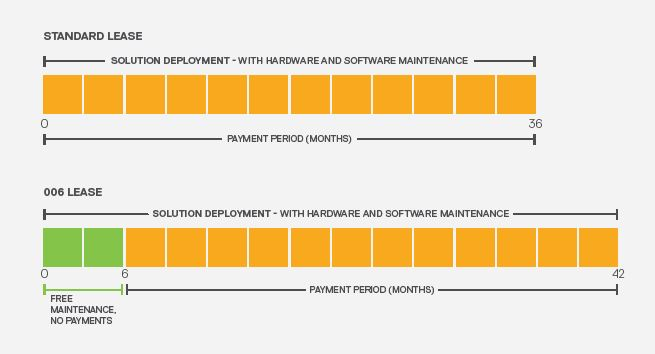 STANDARD LEASE
SOLUTION DEPLOYMENT - WITH HARDWARE AND SOFTWARE MAINTENANCE
0 36
PAYMENT PERIOD (MONTHS)
006 LEASE
SOLUTION DEPLOYMENT - WITH HARDWARE AND SOFTWARE MAINTENANCE
0 6 42
PAYMENT PERIOD (MONTHS)
FREE
MAINTENANCE,
NO PAYMENTS